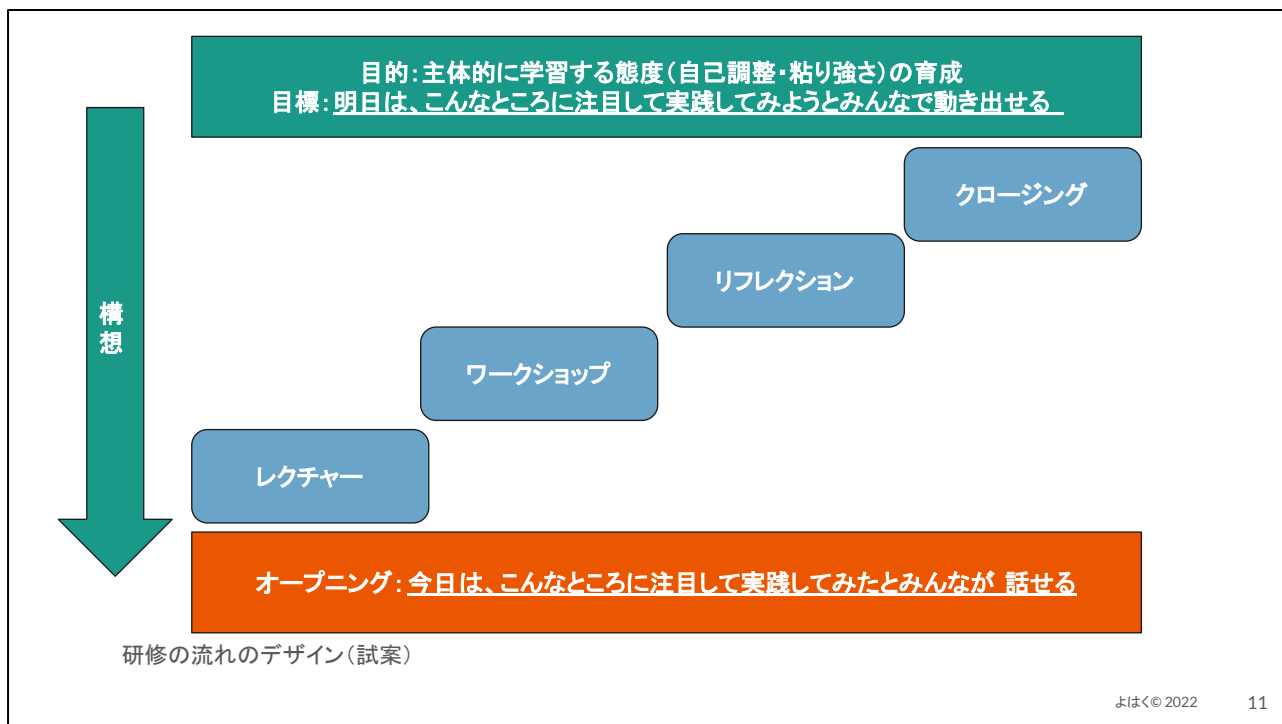 目的：主体的に学習する態度（自己調整・粘り強さ）の育成
目標：明日は、こんなところに注目して実践してみようとみんなで動き出せる
クロージング
リフレクション
構
想
ワークショップ
レクチャー
オープニング：今日は、こんなところに注目して実践してみたとみんなが 話せる
研修の流れのデザイン（試案）
よはく© 2022
11